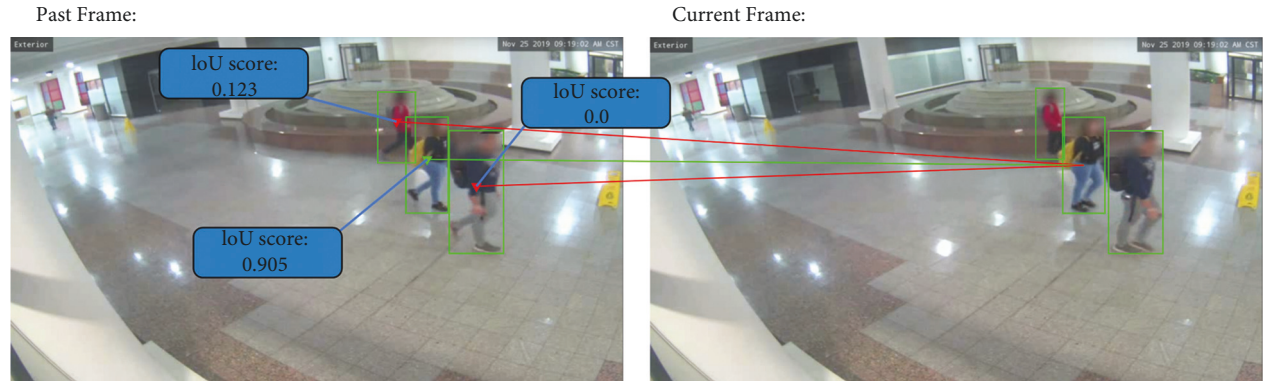 Past Frame:
Current Frame:
Exterior
Nov 25 2019 09:19:02 AM CST
Exterior
Nov 25 2019 09:19:02 AM CST
IoU score:
0.123
IoU score:
0.0
IoU score:
0.905